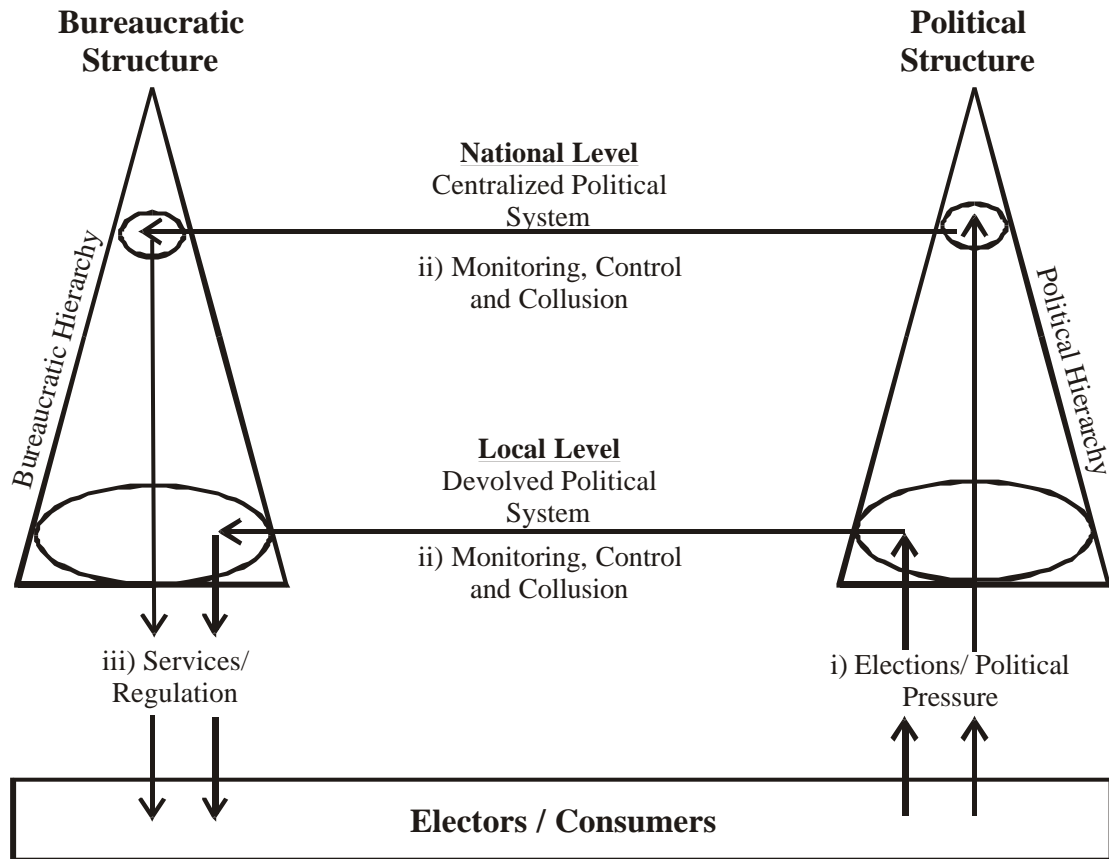 Bureaucratic
Structure
Political
Structure
National Level
Centralized Political
System
ii) Monitoring, Control
and Collusion
Bureaucratic Hierarchy
Political Hierarchy
Local Level
Devolved Political
System
ii) Monitoring, Control
and Collusion
iii) Services/
Regulation
i) Elections/ Political
Pressure
Electors / Consumers